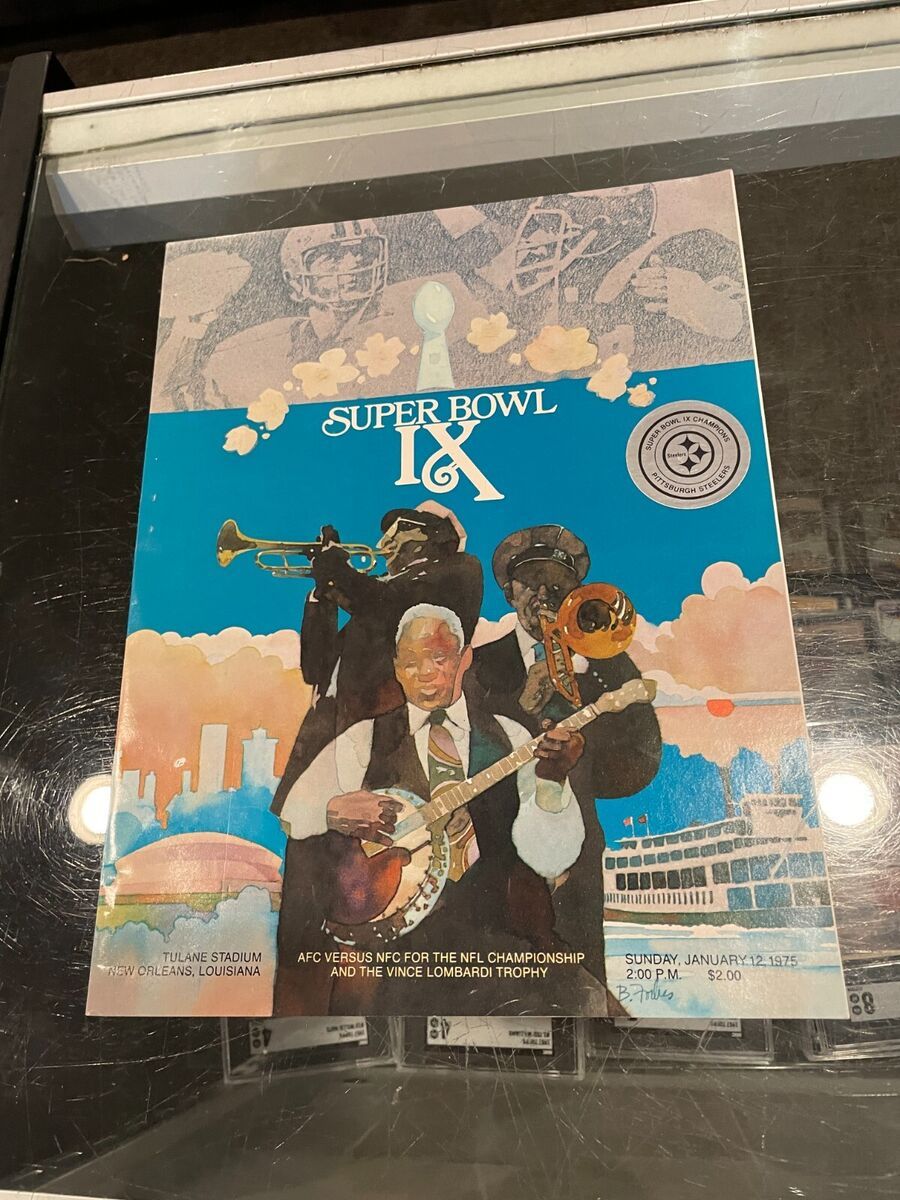 SUPER BOWL
IX
SUPER BOWL IX CHAMPIONS
Steelers
PITTSBURGH STEELERS
TULANE STADIUM
NEW ORLEANS, LOUISIANA
AFC VERSUS NFC FOR THE NFL CHAMPIONSHIP
AND THE VINCE LOMBARDI TROPHY
SUNDAY, JANUARY 12, 1975
2:00 P.M. $2.00
B. Forbes